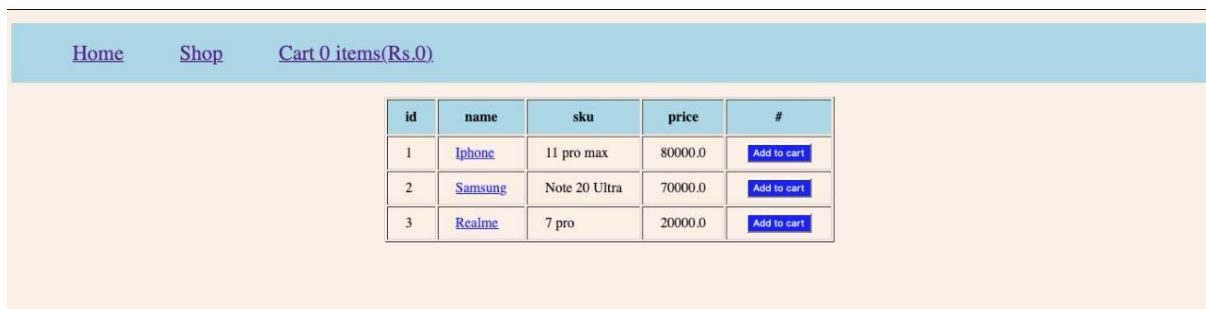 Home Shop Cart 0 items(Rs.0)
id name sku price #
1 Iphone 11 pro max 80000.0 Add to cart
2 Samsung Note 20 Ultra 70000.0 Add to cart
3 Realme 7 pro 20000.0 Add to cart